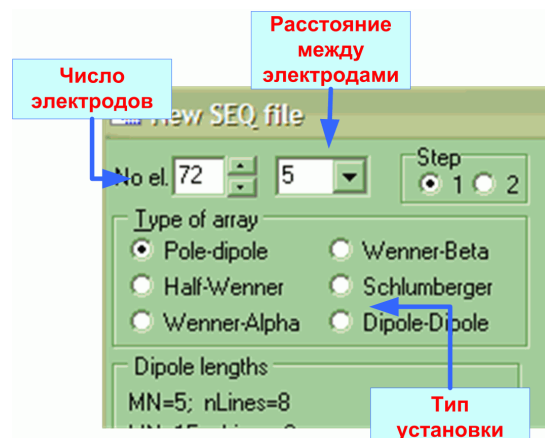 Расстояние
между
электродами
Число
электродов
New SEQ file
No el. 72 5
Step
1 2
Type of array
Pole-dipole
Wenner-Beta
Half-Wenner
Schlumberger
Wenner-Alpha
Dipole-Dipole
Dipole lengths
MN=5; nLines=8
Тип
установки